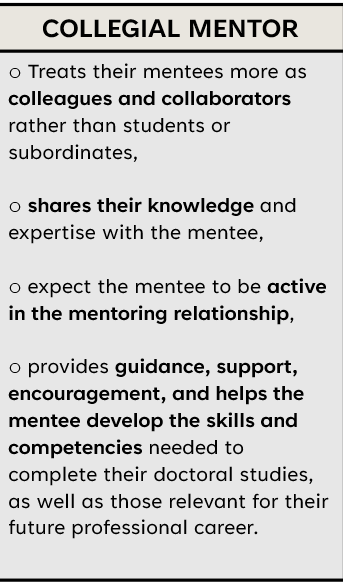 COLLEGIAL MENTOR
○ Treats their mentees more as
colleagues and collaborators
rather than students or
subordinates,
○ shares their knowledge and
expertise with the mentee,
○ expect the mentee to be active
in the mentoring relationship,
○ provides guidance, support,
encouragement, and helps the
mentee develop the skills and
competencies needed to
complete their doctoral studies,
as well as those relevant for their
future professional career.